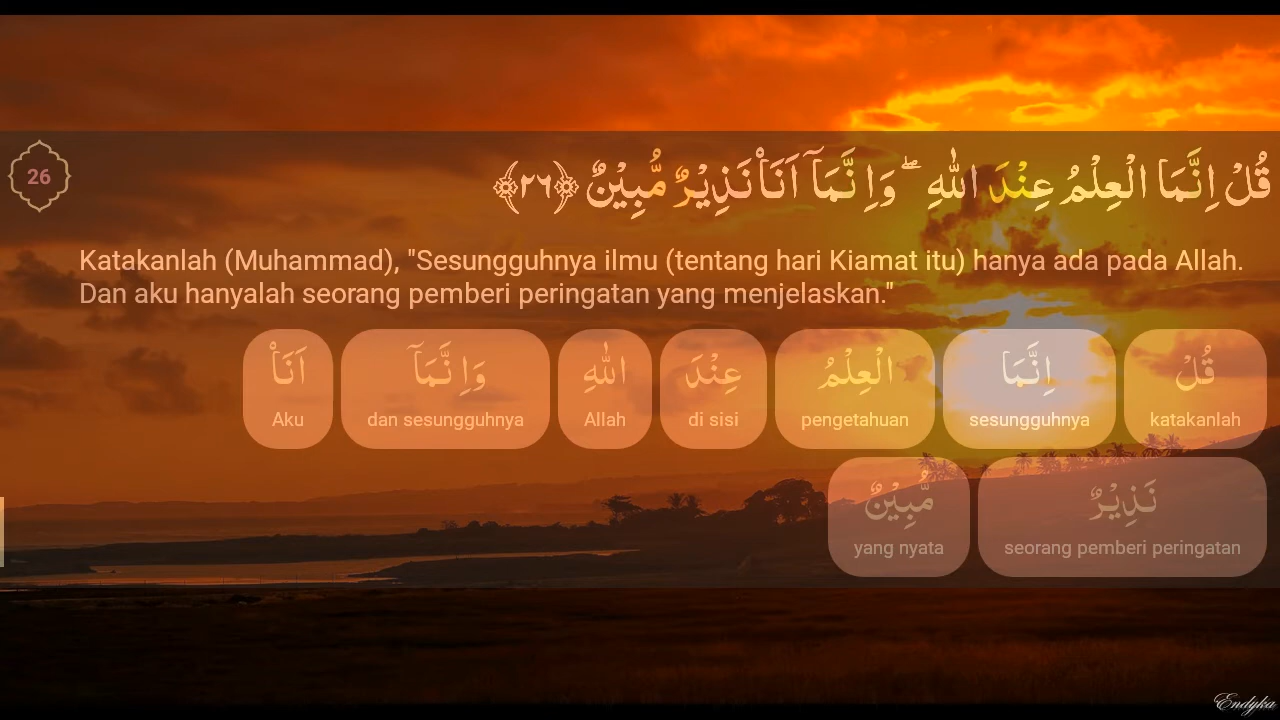 26
قُلْ اِنَّمَا الْعِلْمُ عِنْدَ اللّٰهِ ۖ وَاِنَّمَآ اَنَا۠ نَذِيْرٌ مُّبِيْنٌ ﴿٢٦﴾
Katakanlah (Muhammad), "Sesungguhnya ilmu (tentang hari Kiamat itu) hanya ada pada Allah.
Dan aku hanyalah seorang pemberi peringatan yang menjelaskan."
قُلْ اِنَّمَا الْعِلْمُ عِنْدَ اللّٰهِ وَاِنَّمَآ اَنَا۠
katakanlah sesungguhnya pengetahuan di sisi Allah dan sesungguhnya Aku
نَذِيْرٌ مُّبِيْنٌ
seorang pemberi peringatan yang nyata
Endyka